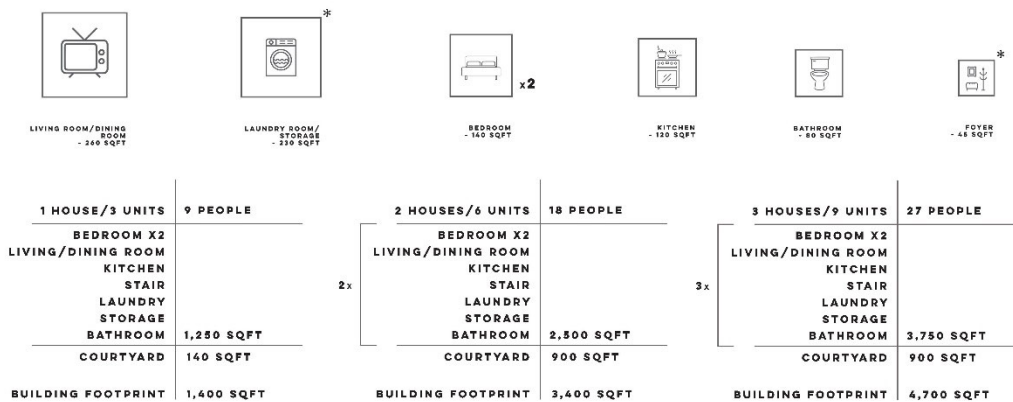 *
*
x2
LIVING ROOM/DINING
ROOM
- 260 SQFT
LAUNDRY ROOM/
STORAGE
- 230 SQFT
BEDROOM
- 140 SQFT
KITCHEN
- 120 SQFT
BATHROOM
- 80 SQFT
FOYER
- 45 SQFT
1 HOUSE/3 UNITS 9 PEOPLE
BEDROOM X2
LIVING/DINING ROOM
KITCHEN
STAIR
LAUNDRY
STORAGE
BATHROOM 1,250 SQFT
COURTYARD 140 SQFT
BUILDING FOOTPRINT 1,400 SQFT
2 HOUSES/6 UNITS 18 PEOPLE
2x
BEDROOM X2
LIVING/DINING ROOM
KITCHEN
STAIR
LAUNDRY
STORAGE
BATHROOM 2,500 SQFT
COURTYARD 900 SQFT
BUILDING FOOTPRINT 3,400 SQFT
3 HOUSES/9 UNITS 27 PEOPLE
3x
BEDROOM X2
LIVING/DINING ROOM
KITCHEN
STAIR
LAUNDRY
STORAGE
BATHROOM 3,750 SQFT
COURTYARD 900 SQFT
BUILDING FOOTPRINT 4,700 SQFT